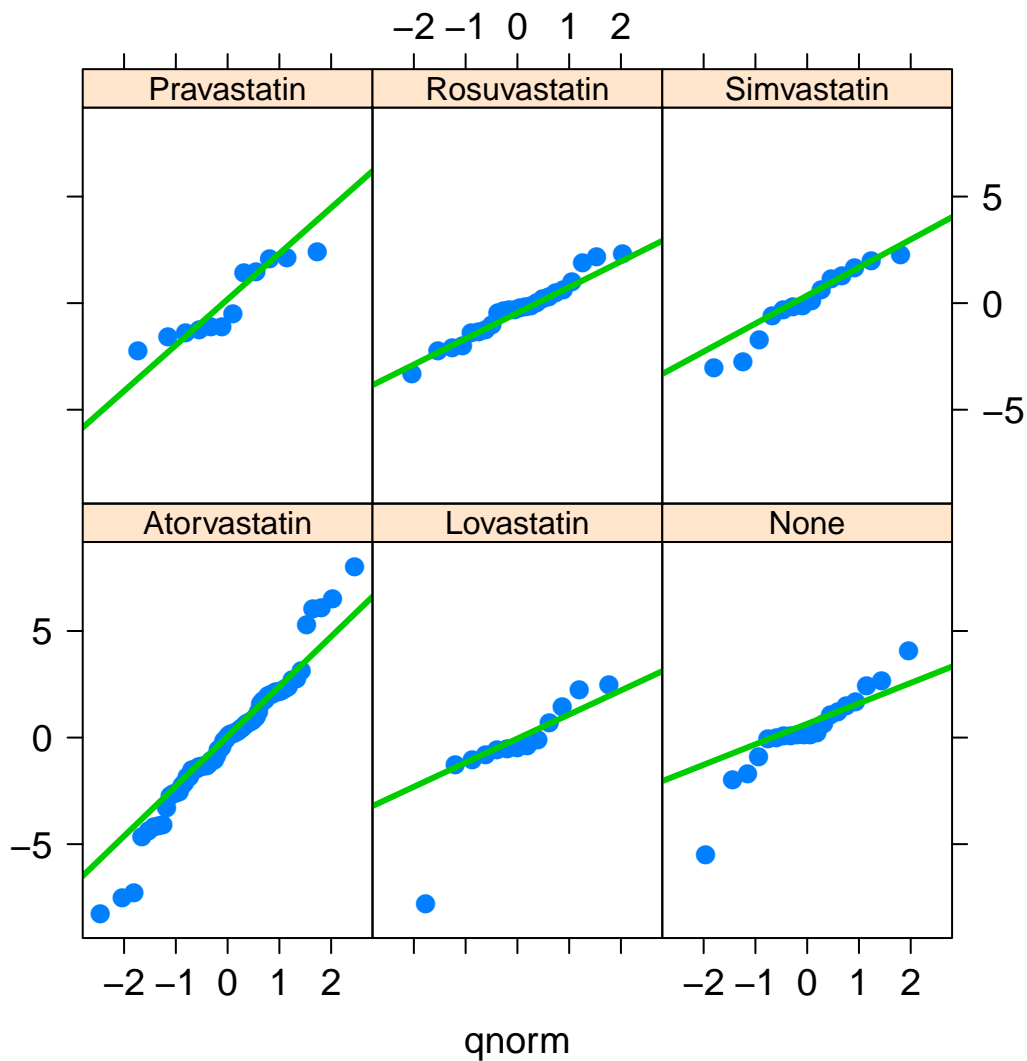 −2 −1 0 1 2
Pravastatin Rosuvastatin Simvastatin
5
0
−5
Atorvastatin Lovastatin None
5
0
−5
−2 −1 0 1 2 −2 −1 0 1 2
qnorm